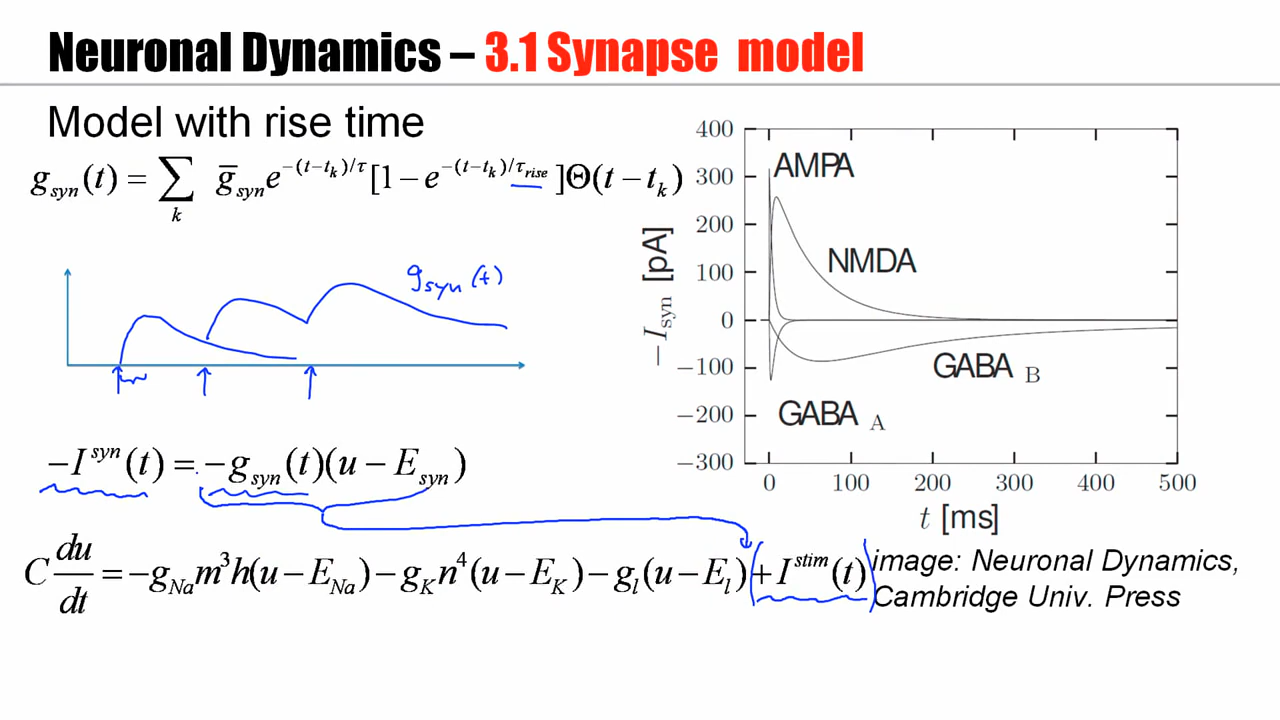 Neuronal Dynamics – 3.1 Synapse model
Model with rise time
g_syn(t) = ∑_k ḡ_syn e^{-(t-t_k)/τ} [1 - e^{-(t-t_k)/τ_rise}] Θ(t - t_k)
g_syn(t)
-I^{syn}(t) = -g_syn(t)(u - E_syn)
C du/dt = -g_Na m^3 h(u - E_Na) - g_K n^4 (u - E_K) - g_l (u - E_l) + I^{stim}(t)
400
300
200
100
0
−100
−200
−300
−I_syn [pA]
AMPA
NMDA
GABA B
GABA A
0 100 200 300 400 500
t [ms]
image: Neuronal Dynamics,
Cambridge Univ. Press